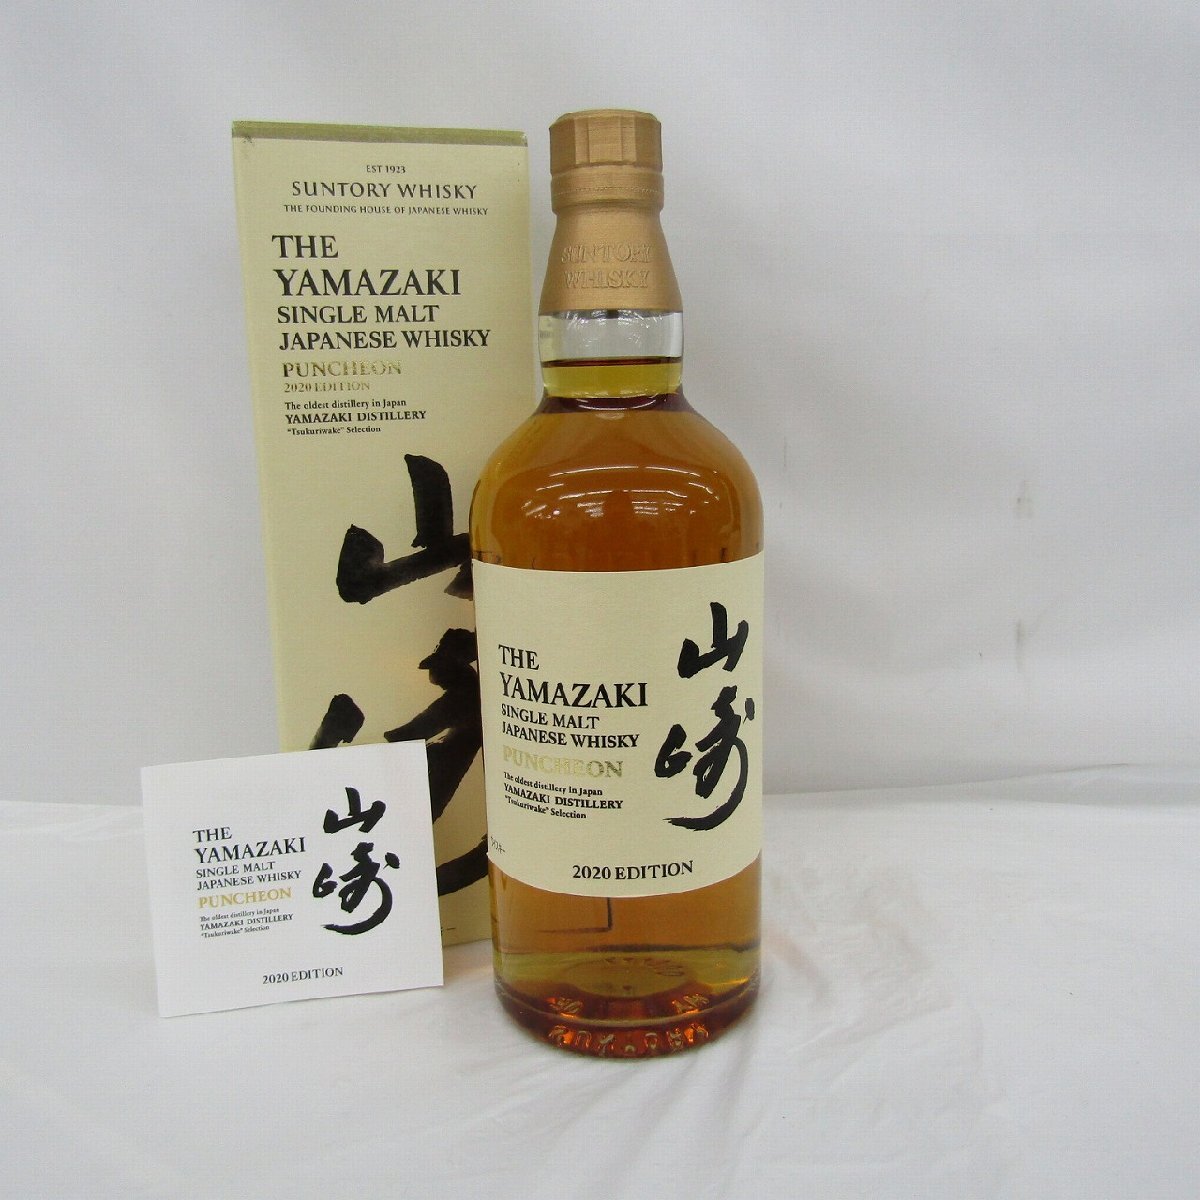 EST 1923
SUNTORY WHISKY
THE FOUNDING HOUSE OF JAPANESE WHISKY
THE
YAMAZAKI
SINGLE MALT
JAPANESE WHISKY
PUNCHEON
2020 EDITION
The oldest distillery in Japan
YAMAZAKI DISTILLERY
"Tsukuriwake" Selection
山
崎
SUNTORY
WHISKY
THE
YAMAZAKI
SINGLE MALT
JAPANESE WHISKY
PUNCHEON
The oldest distillery in Japan
YAMAZAKI DISTILLERY
"Tsukuriwake" Selection
山
崎
2020 EDITION
THE
YAMAZAKI
SINGLE MALT
JAPANESE WHISKY
PUNCHEON
The oldest distillery in Japan
YAMAZAKI DISTILLERY
"Tsukuriwake" Selection
山
崎
2020 EDITION